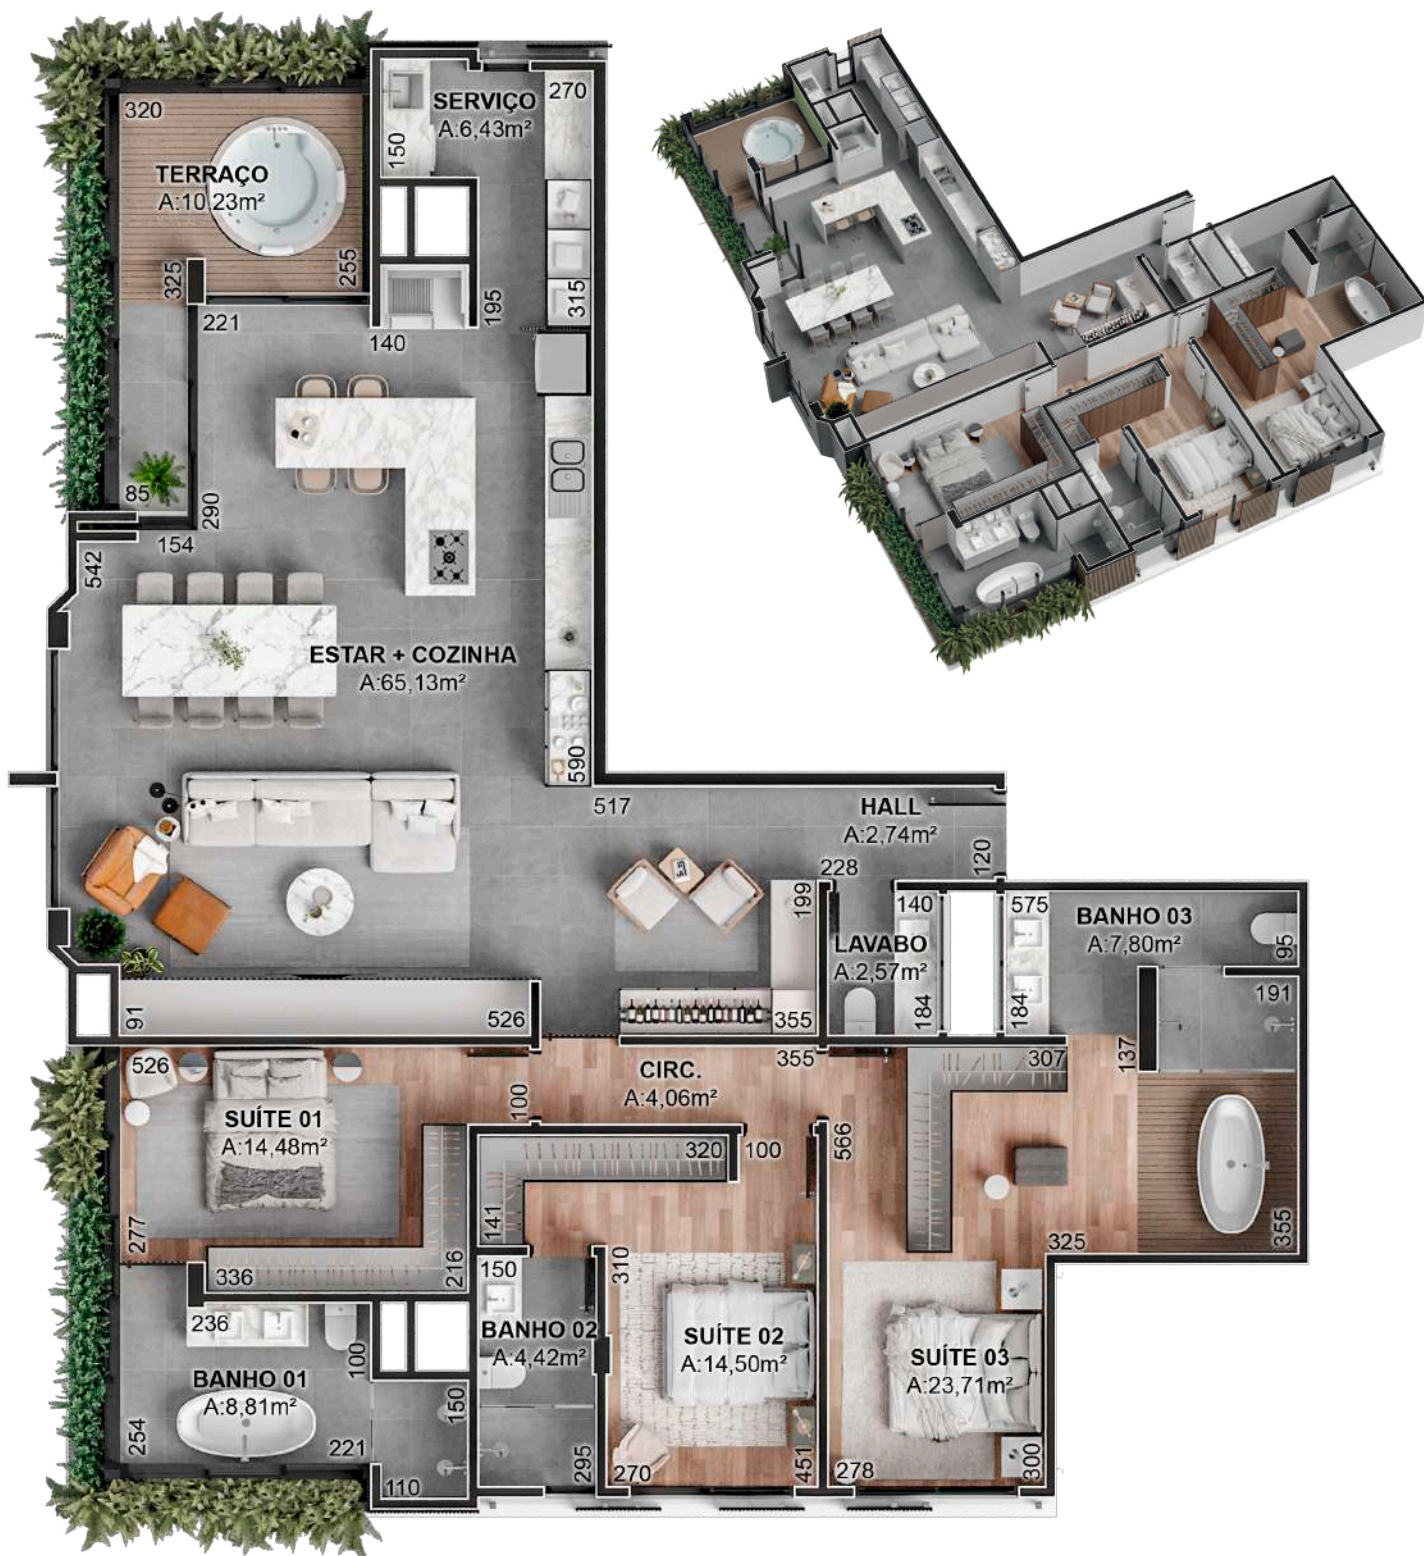 320
TERRAÇO
A:10.23m²
325
255
221
SERVIÇO
A:6,43m²
270
150
195
315
140
85
290
154
542
ESTAR + COZINHA
A:65,13m²
590
517
HALL
A:2,74m²
228
120
199
140
LAVABO
A:2,57m²
184
575
BANHO 03
A:7,80m²
95
191
184
137
91
526
355
526
SUÍTE 01
A:14,48m²
277
336
216
100
CIRC.
A:4,06m²
355
307
320
100
566
141
310
325
355
236
BANHO 01
A:8,81m²
100
254
221
150
110
150
BANHO 02
A:4,42m²
295
SUÍTE 02
A:14,50m²
270
451
SUÍTE 03
A:23,71m²
278
300